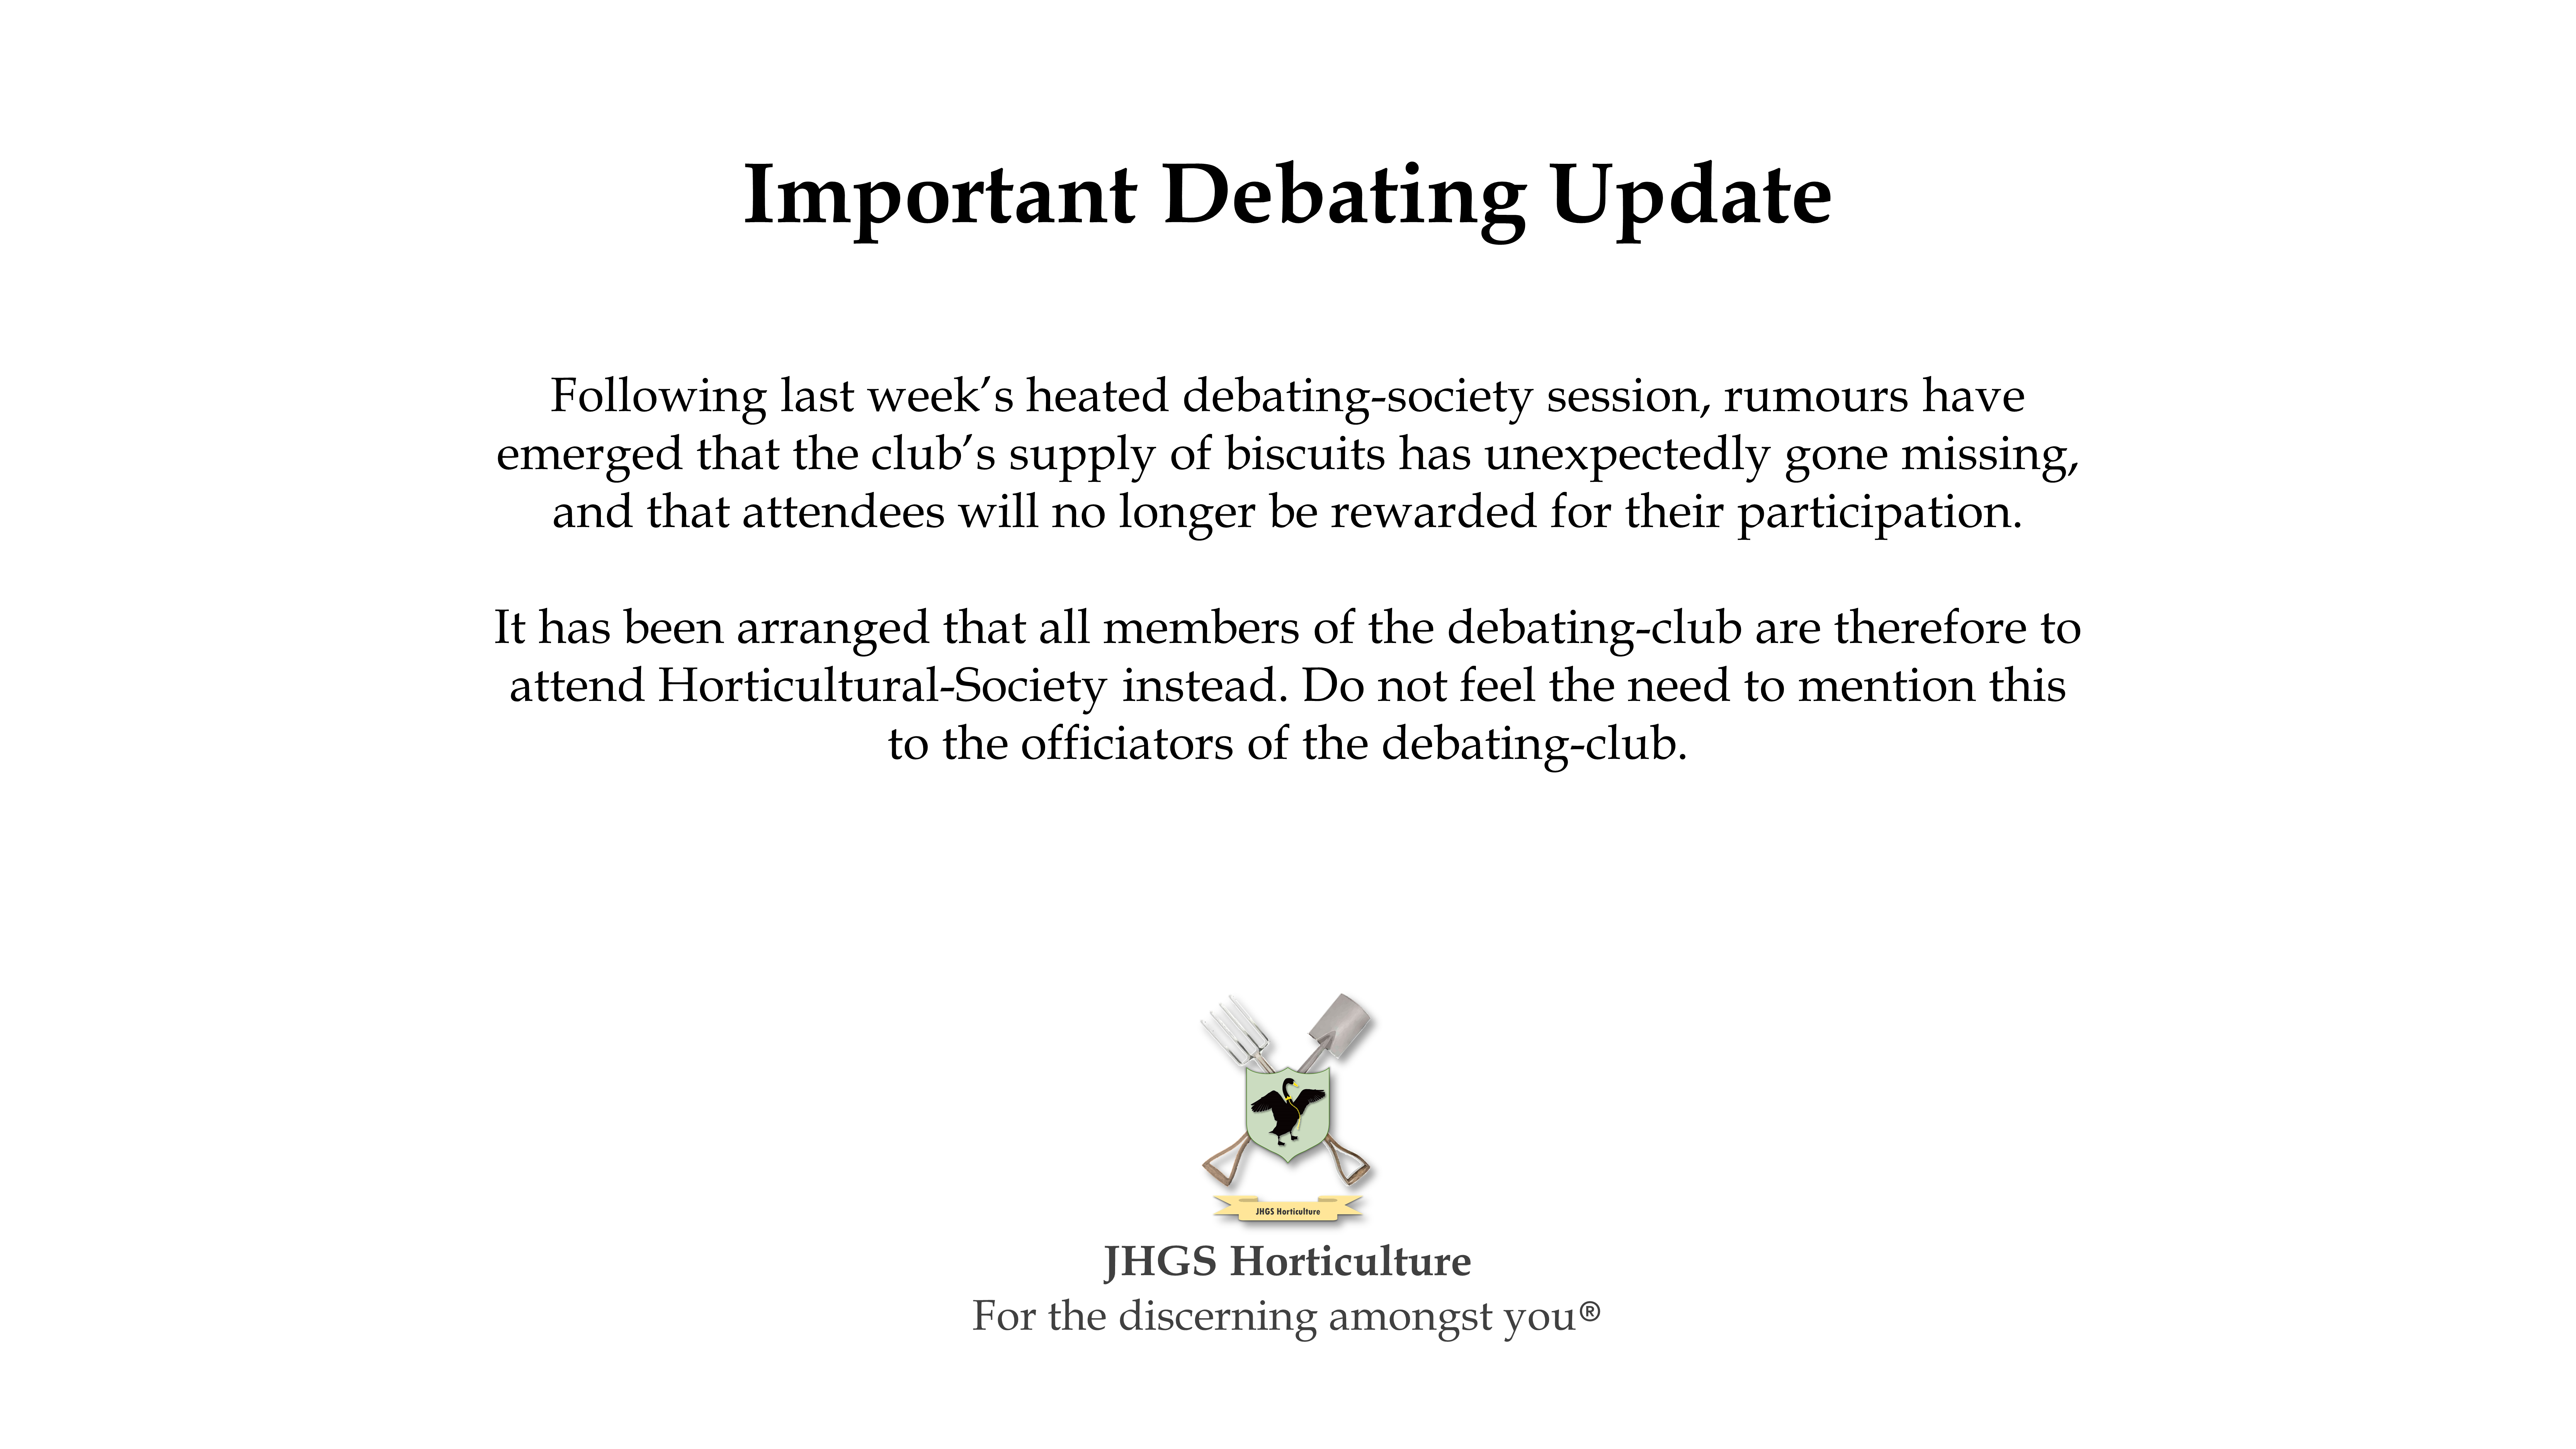 Important Debating Update
Following last week’s heated debating-society session, rumours have
emerged that the club’s supply of biscuits has unexpectedly gone missing,
and that attendees will no longer be rewarded for their participation.
It has been arranged that all members of the debating-club are therefore to
attend Horticultural-Society instead. Do not feel the need to mention this
to the officiators of the debating-club.
JHGS Horticulture
JHGS Horticulture
For the discerning amongst you®